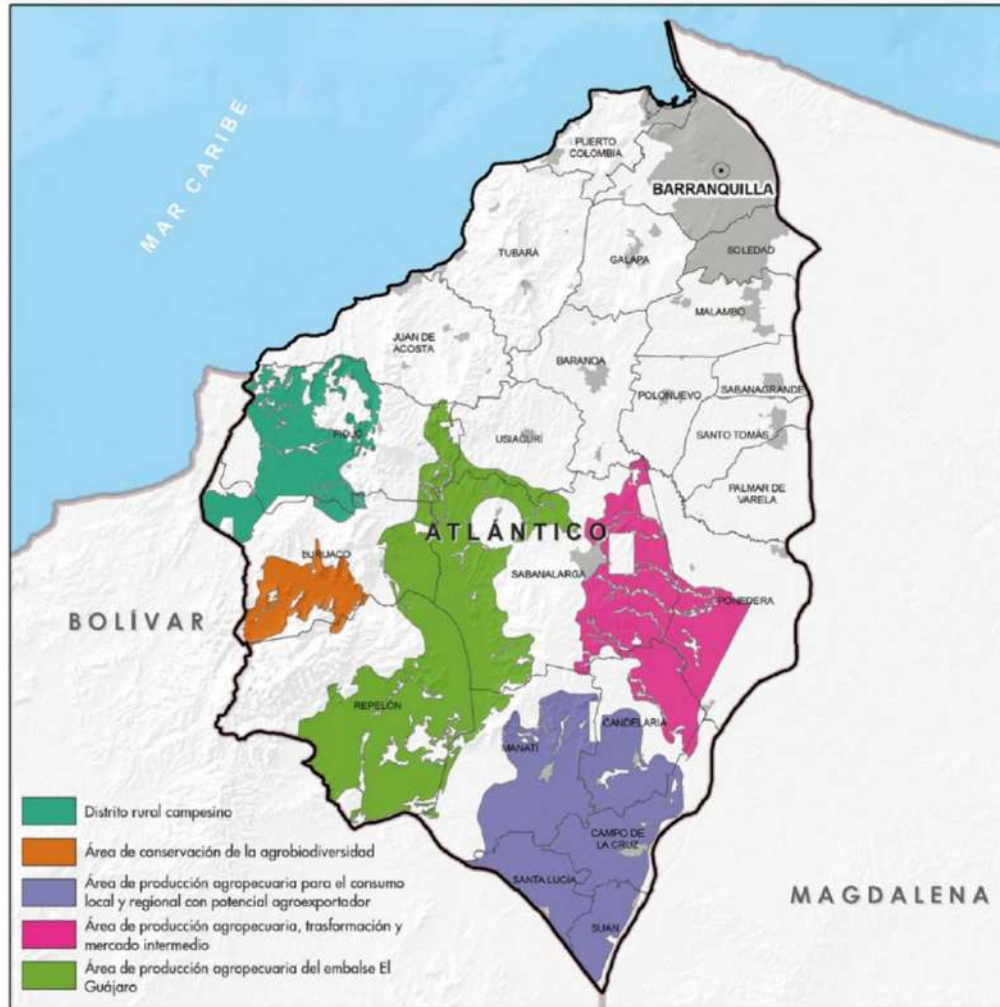 MAR CARIBE
PUERTO
COLOMBIA
BARRANQUILLA
SOLEDAD
TUBARÁ
GALAPA
MALAMBO
JUAN DE
ACOSTA
BARANOA
POLONUEVO
SABANAGRANDE
PIOJÓ
USIACURÍ
SANTO TOMÁS
PALMAR DE
VARELA
ATLÁNTICO
LURUACO
SABANALARGA
PONEDERA
BOLÍVAR
REPELÓN
CANDELARIA
MANATÍ
CAMPO DE
LA CRUZ
SANTA LUCÍA
SUAN
MAGDALENA
Distrito rural campesino
Área de conservación de la agrobiodiversidad
Área de producción agropecuaria para el consumo
local y regional con potencial agroexportador
Área de producción agropecuaria, trasformación y
mercado intermedio
Área de producción agropecuaria del embalse El
Guájaro